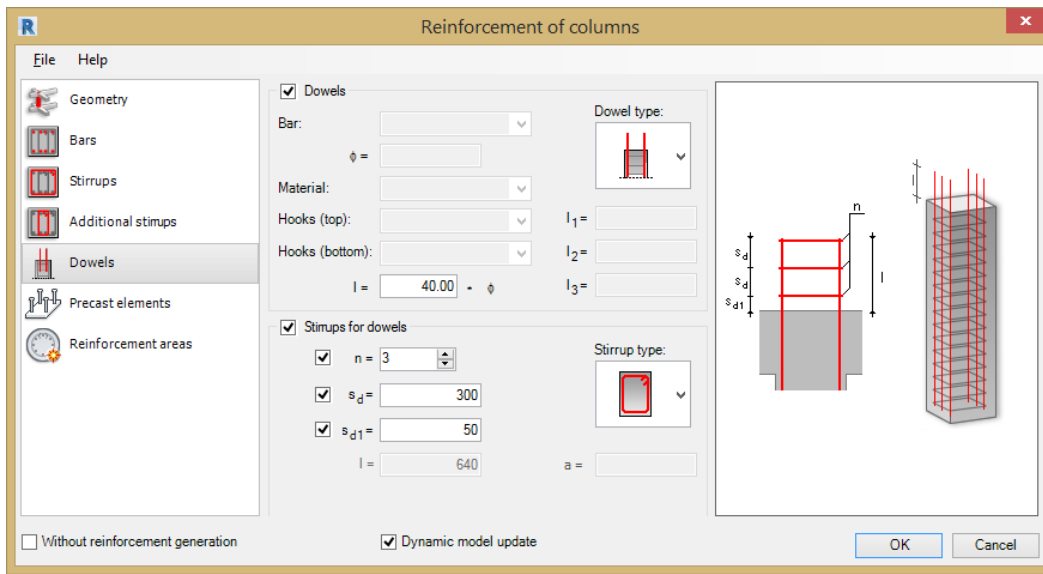 R
Reinforcement of columns
x
File Help
Geometry
Bars
Stirrups
Additional stimups
Dowels
Precast elements
Reinforcement areas
Dowels
Bar:
ϕ =
Material:
Hooks (top):
Hooks (bottom):
l = 40.00 * ϕ
Dowel type:
l1=
l2=
l3=
Stirrups for dowels
n = 3
sd= 300
sd1= 50
l = 640
Stirrup type:
a =
n
sd
sd
sd1
l
l
Without reinforcement generation
Dynamic model update
OK
Cancel